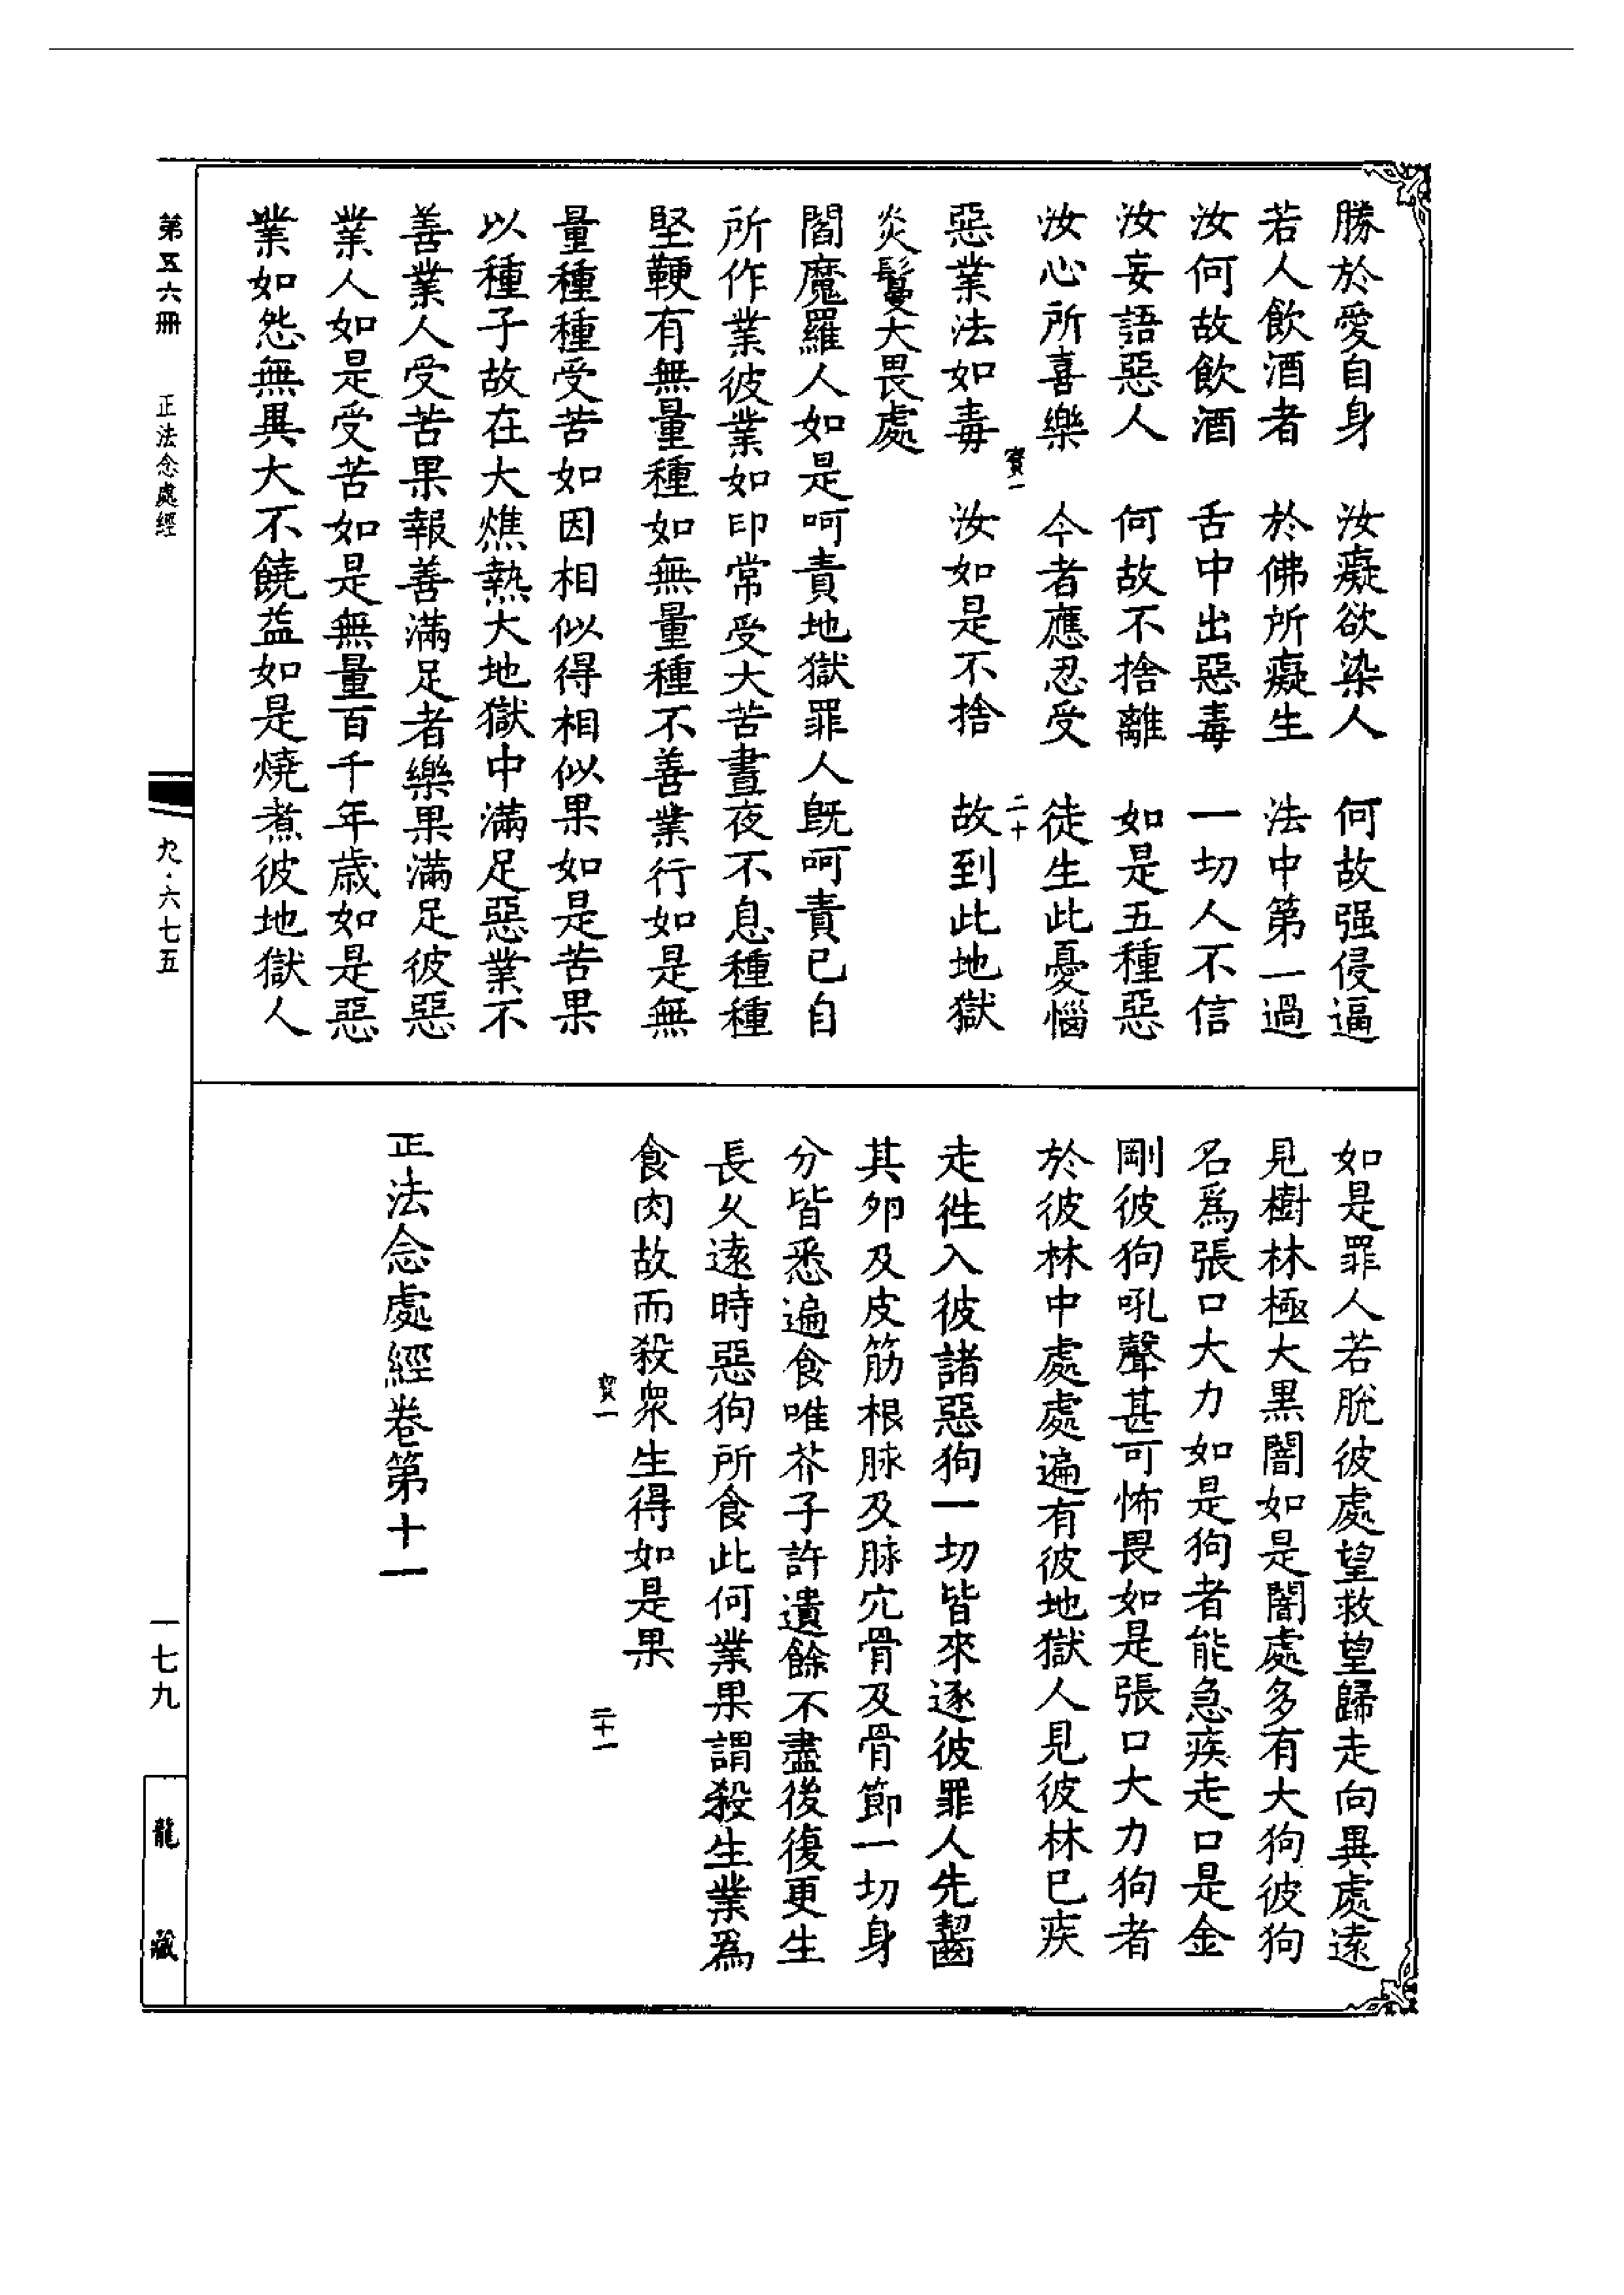 勝於愛自身　汝癡欲染人　何故强侵逼
若人飲酒者　於佛所癡生　法中第一過
汝何故飲酒　舌中出惡毒　一切人不信
汝妄語惡人　何故不捨離　如是五種惡
汝心所喜樂　今者應忍受　徒生此憂惱
寶一　二十
惡業法如毒　汝如是不捨　故到此地獄
炎鬘大畏處
閻魔羅人如是呵責地獄罪人旣呵責已自
所作業彼業如印常受大苦晝夜不息種種
堅鞕有無量種如無量種不善業行如是無
量種種受苦如因相似得相似果如是苦果
以種子故在大燋熱大地獄中滿足惡業不
善業人受苦果報善滿足者樂果滿足彼惡
業人如是受苦如是無量百千年歲如是惡
業如怨無異大不饒益如是燒煮彼地獄人
如是罪人若脫彼處望救望歸走向異處遠
見樹林極大黑闇如是闇處多有大狗彼狗
名爲張口大力如是狗者能急疾走口是金
剛彼狗吼聲甚可怖畏如是張口大力狗者
於彼林中處處遍有彼地獄人見彼林已疾
走往入彼諸惡狗一切皆來逐彼罪人先齧
其卵及皮筋根脉及脉宂骨及骨節一切身
分皆悉遍食唯芥子許遺餘不盡後復更生
長久遠時惡狗所食此何業果謂殺生業爲
食肉故而殺衆生得如是果
寶一　二十一
正法念處經卷第十一
第五六冊　正法念處經
九·六七五
一七九
龍藏